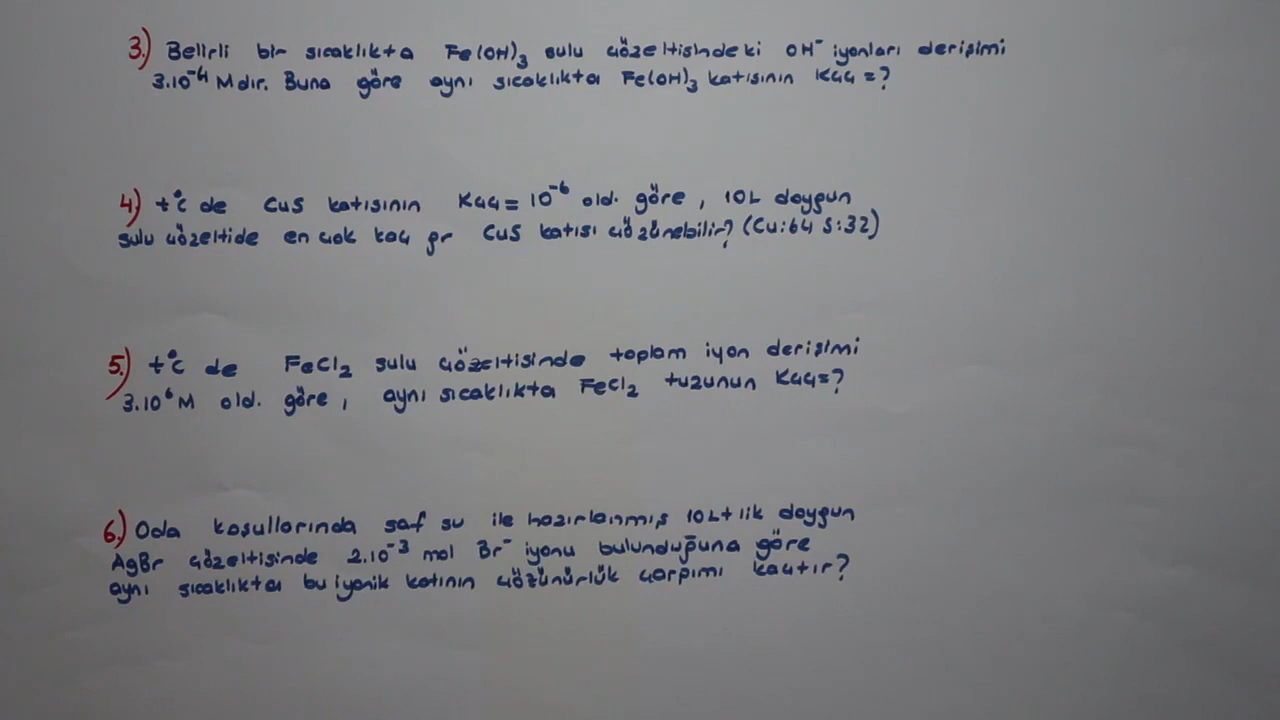 3.) Belirli bir sıcaklıkta Fe(OH)₃ sulu çözeltisindeki OH⁻ iyonları derişimi
3.10⁻⁴ M dır. Buna göre aynı sıcaklıkta Fe(OH)₃ katısının Kçç=?
4.) t°C de CuS katısının Kçç= 10⁻⁶ old. göre, 10L doygun
sulu çözeltide en çok kaç gr CuS katısı çözünebilir? (Cu:64 S:32)
5.) t°C de FeCl₂ sulu çözeltisinde toplam iyon derişimi
3.10⁶ M old. göre, aynı sıcaklıkta FeCl₂ tuzunun Kçç=?
6.) Oda koşullarında saf su ile hazırlanmış 10Lt lik doygun
AgBr çözeltisinde 2.10⁻³ mol Br⁻ iyonu bulunduğuna göre
aynı sıcaklıkta bu iyonik katının çözünürlük çarpımı kaçtır?